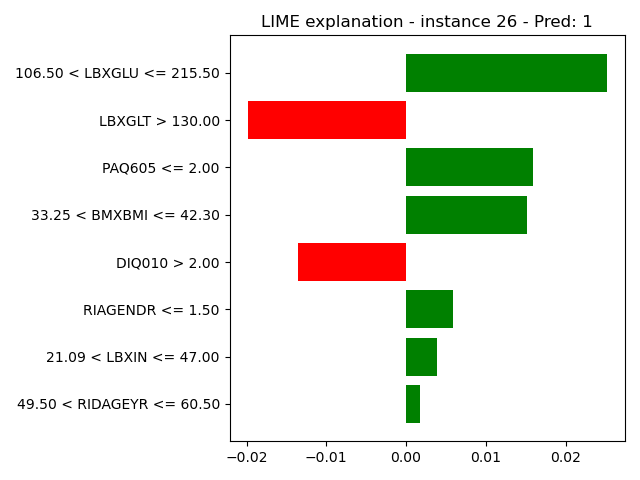 LIME explanation - instance 26 - Pred: 1
106.50 < LBXGLU <= 215.50
LBXGLT > 130.00
PAQ605 <= 2.00
33.25 < BMXBMI <= 42.30
DIQ010 > 2.00
RIAGENDR <= 1.50
21.09 < LBXIN <= 47.00
49.50 < RIDAGEYR <= 60.50
−0.02 −0.01 0.00 0.01 0.02